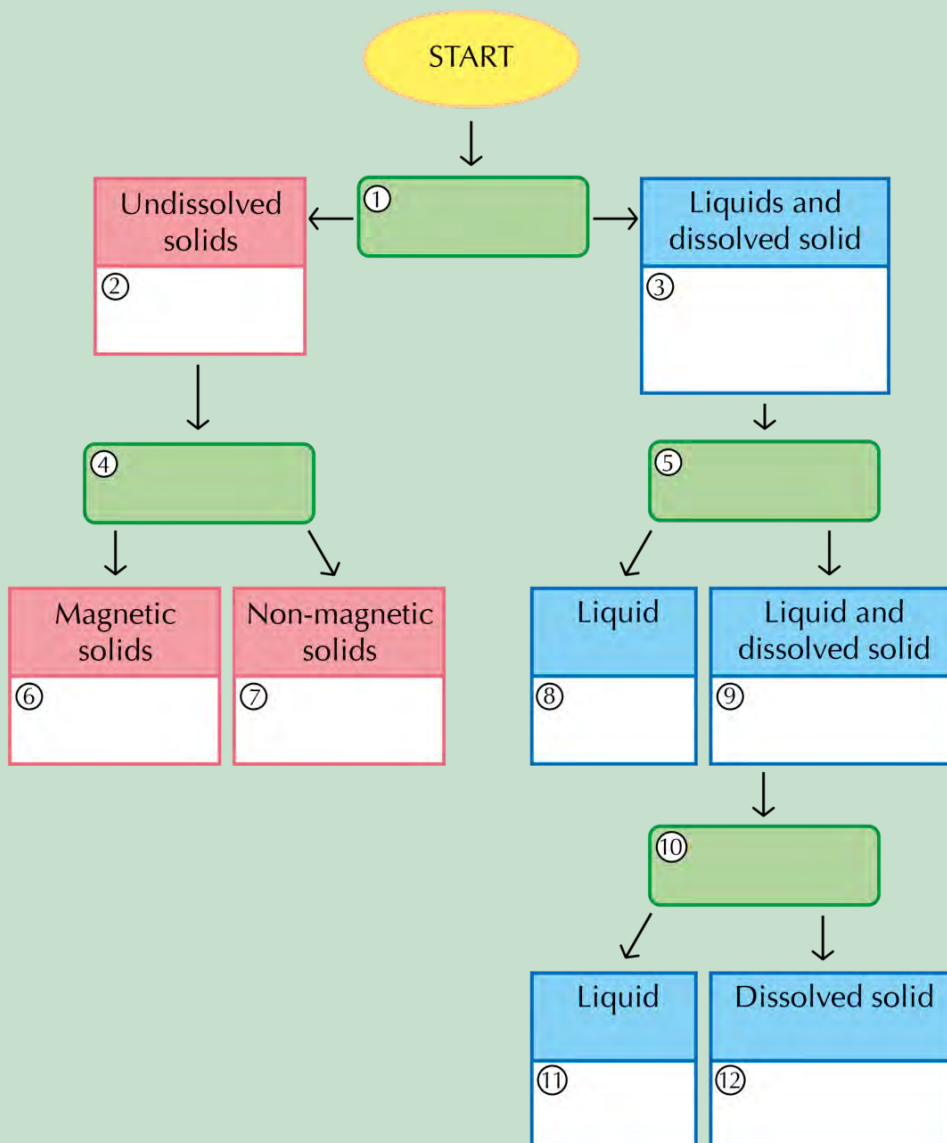 START
①
Undissolved
solids
②
Liquids and
dissolved solid
③
④
⑤
Magnetic
solids
⑥
Non-magnetic
solids
⑦
Liquid
⑧
Liquid and
dissolved solid
⑨
⑩
Liquid
⑪
Dissolved solid
⑫